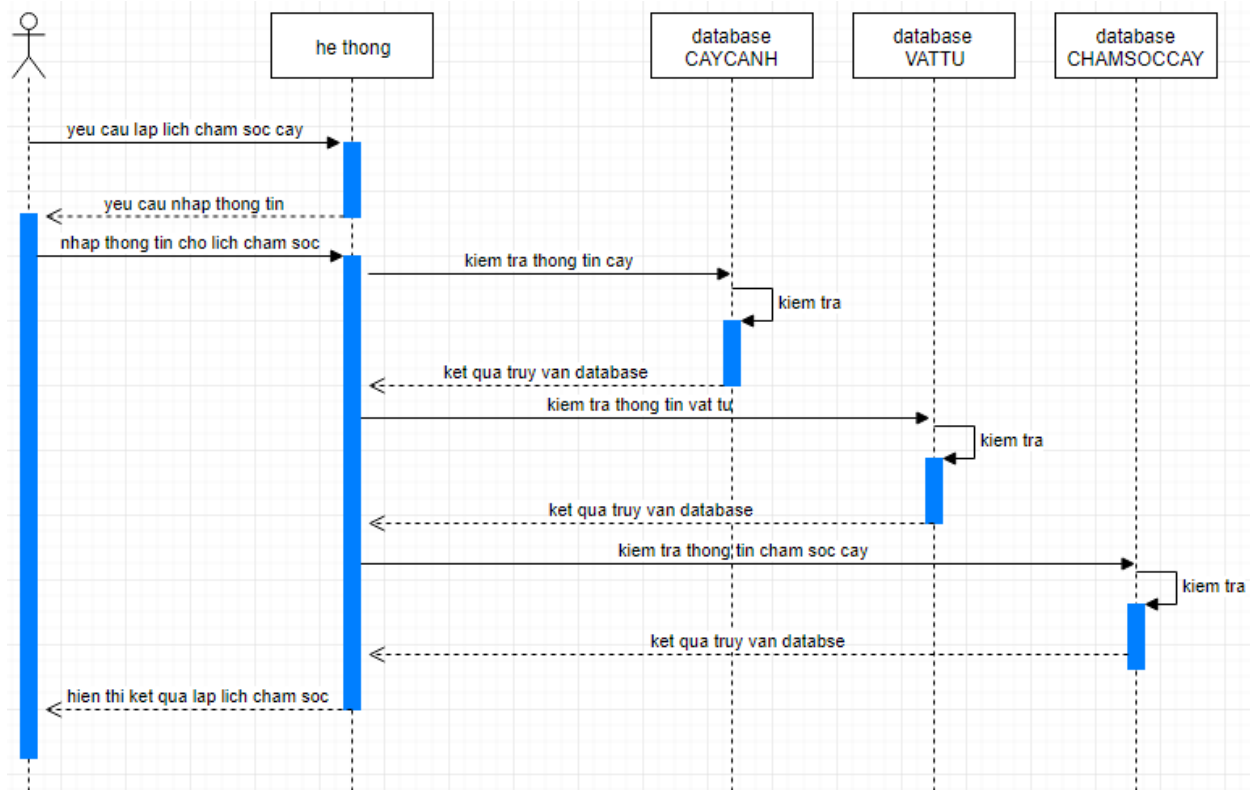 he thong
database
CAYCANH
database
VATTU
database
CHAMSOCCAY
yeu cau lap lich cham soc cay
yeu cau nhap thong tin
nhap thong tin cho lich cham soc
kiem tra thong tin cay
kiem tra
ket qua truy van database
kiem tra thong tin vat tu
kiem tra
ket qua truy van database
kiem tra thong tin cham soc cay
kiem tra
ket qua truy van databse
hien thi ket qua lap lich cham soc